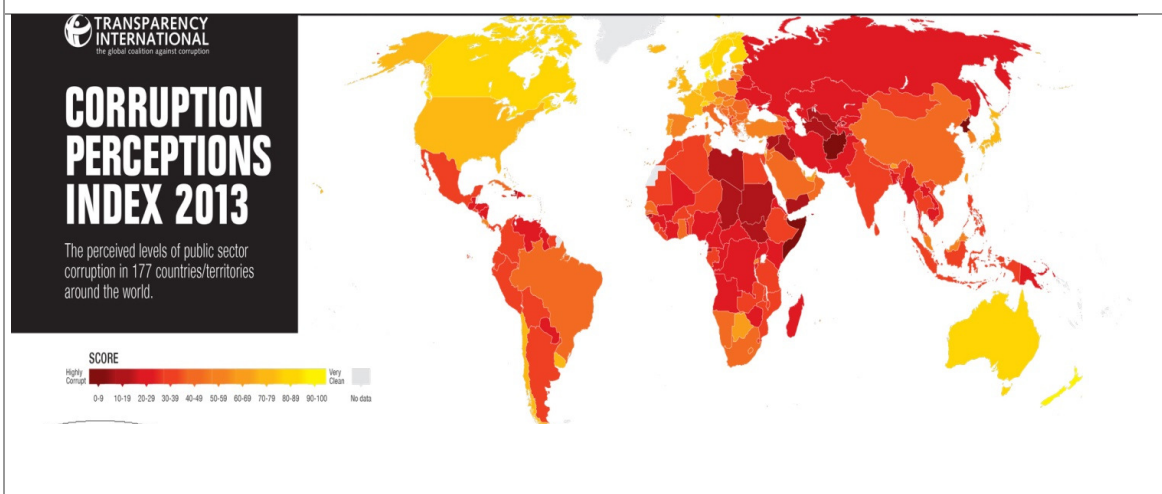 TRANSPARENCY
INTERNATIONAL
the global coalition against corruption
CORRUPTION
PERCEPTIONS
INDEX 2013
The perceived levels of public sector
corruption in 177 countries/territories
around the world.
SCORE
Highly
Corrupt
Very
Clean
0-9 10-19 20-29 30-39 40-49 50-59 60-69 70-79 80-89 90-100 No data